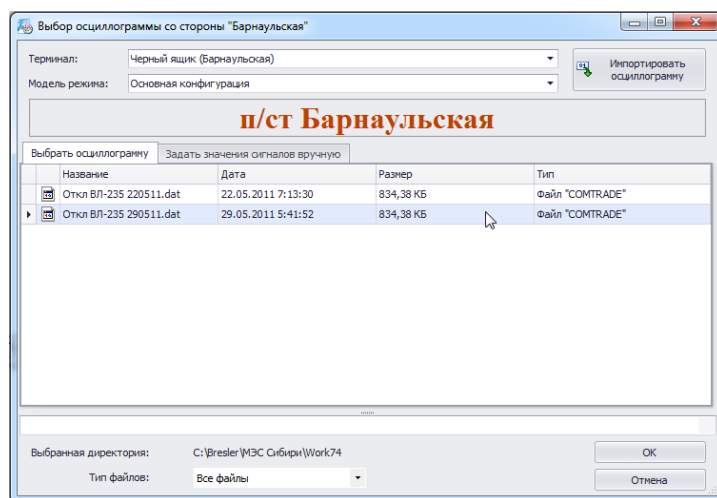 Выбор осциллограммы со стороны "Барнаульская"
Терминал: Черный ящик (Барнаульская)
Импортировать осциллограмму
Модель режима: Основная конфигурация
п/ст Барнаульская
Выбрать осциллограмму Задать значения сигналов вручную
Название Дата Размер Тип
Откл ВЛ-235 220511.dat 22.05.2011 7:13:30 834,38 КБ Файл "COMTRADE"
Откл ВЛ-235 290511.dat 29.05.2011 5:41:52 834,38 КБ Файл "COMTRADE"
Выбранная директория: C:\Bresler\МЭС Сибири\Work74
OK
Тип файлов: Все файлы
Отмена